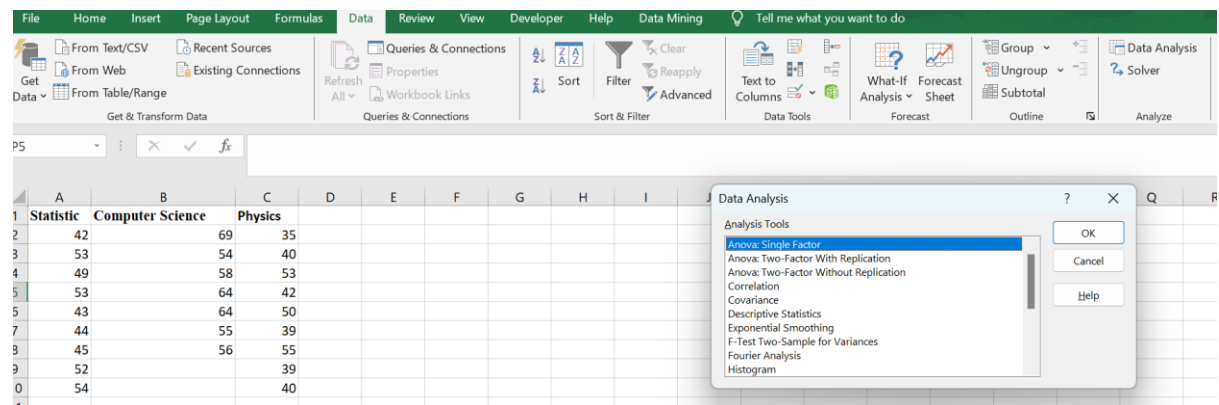 File Home Insert Page Layout Formulas Data Review View Developer Help Data Mining Tell me what you want to do
Get Data
From Text/CSV
From Web
From Table/Range
Recent Sources
Existing Connections
Get & Transform Data
Refresh All
Queries & Connections
Properties
Workbook Links
Queries & Connections
Sort
Filter
Clear
Reapply
Advanced
Sort & Filter
Text to Columns
Data Tools
What-If Analysis
Forecast Sheet
Forecast
Group
Ungroup
Subtotal
Outline
Data Analysis
Solver
Analyze
P5 fx
A B C D E F G H I J Q R
1 Statistic Computer Science Physics
2 42 69 35
3 53 54 40
4 49 58 53
5 53 64 42
6 43 64 50
7 44 55 39
8 45 56 55
9 52 39
0 54 40
Data Analysis ? X
Analysis Tools
Anova: Single Factor
Anova: Two-Factor With Replication
Anova: Two-Factor Without Replication
Correlation
Covariance
Descriptive Statistics
Exponential Smoothing
F-Test Two-Sample for Variances
Fourier Analysis
Histogram
OK
Cancel
Help